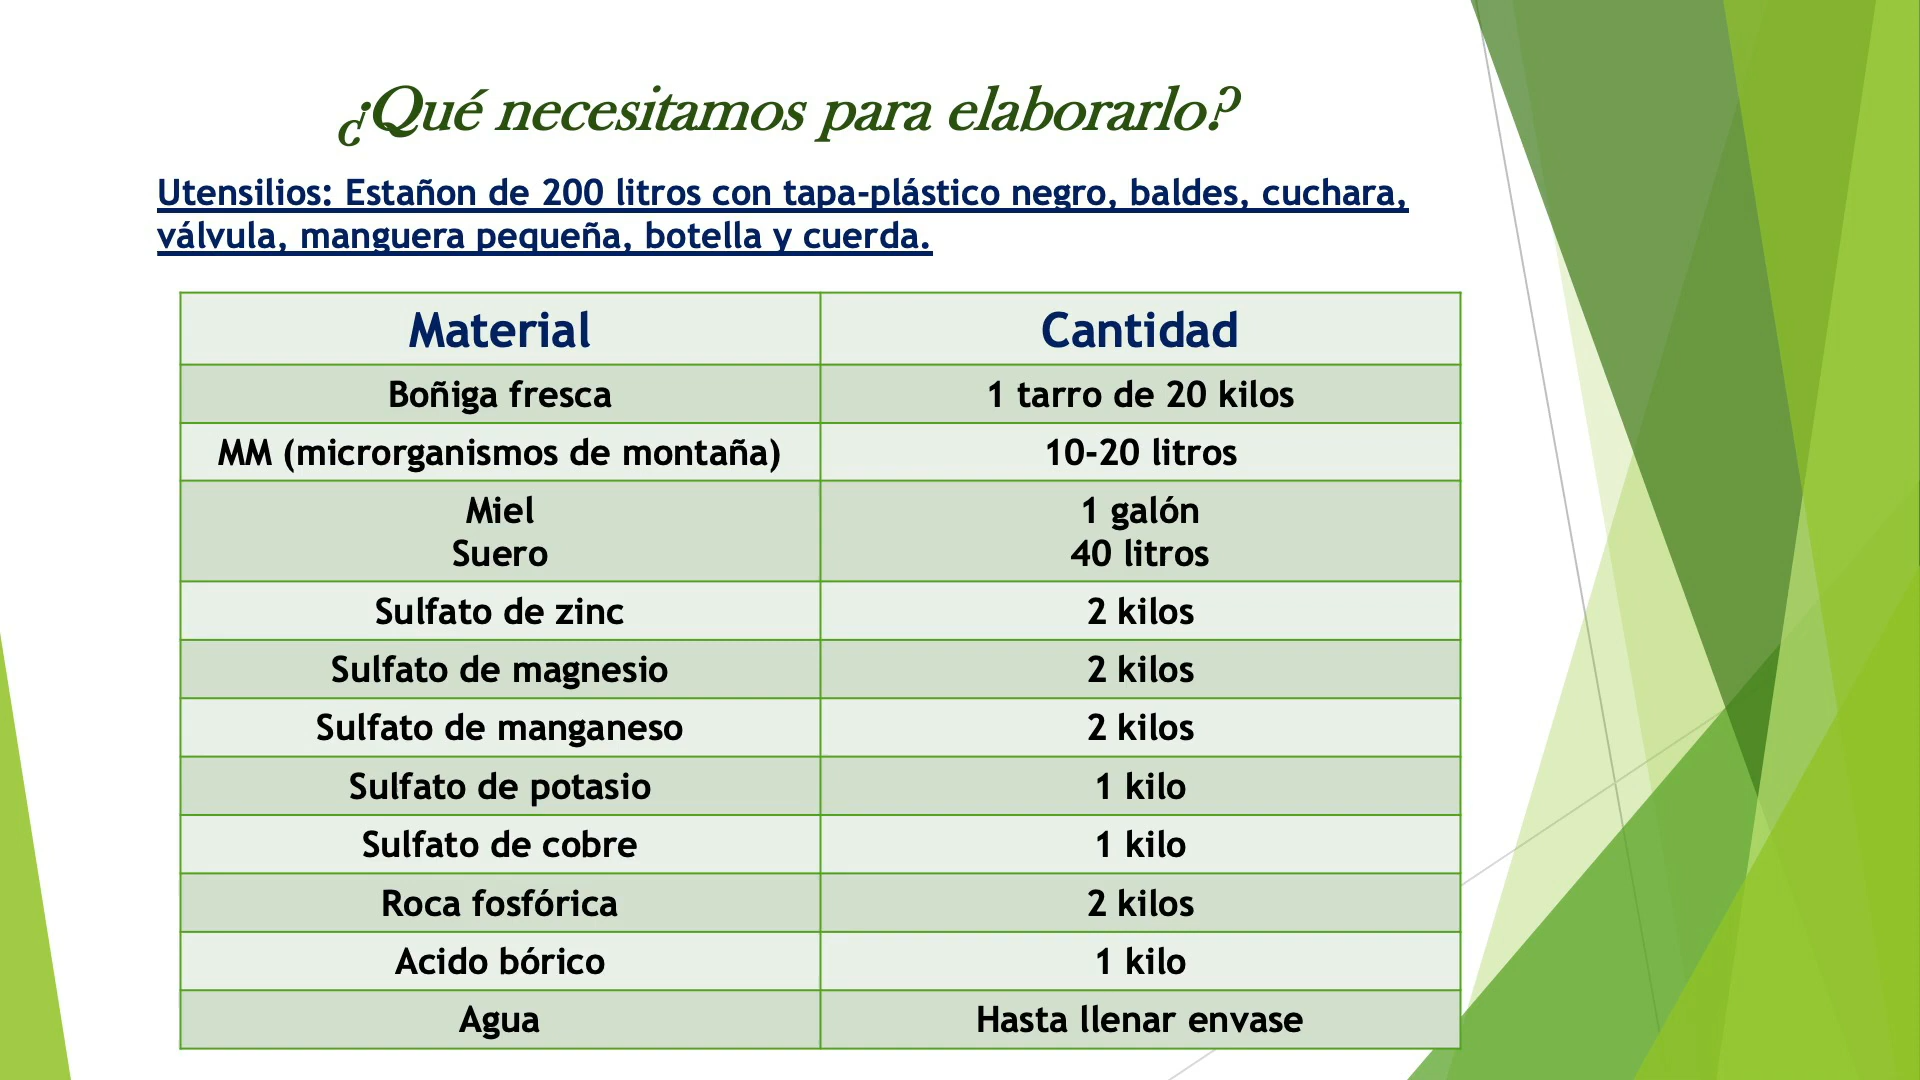 ¿Qué necesitamos para elaborarlo?
Utensilios: Estañon de 200 litros con tapa-plástico negro, baldes, cuchara,
válvula, manguera pequeña, botella y cuerda.
Material Cantidad
Boñiga fresca 1 tarro de 20 kilos
MM (microrganismos de montaña) 10-20 litros
Miel 1 galón
Suero 40 litros
Sulfato de zinc 2 kilos
Sulfato de magnesio 2 kilos
Sulfato de manganeso 2 kilos
Sulfato de potasio 1 kilo
Sulfato de cobre 1 kilo
Roca fosfórica 2 kilos
Acido bórico 1 kilo
Agua Hasta llenar envase